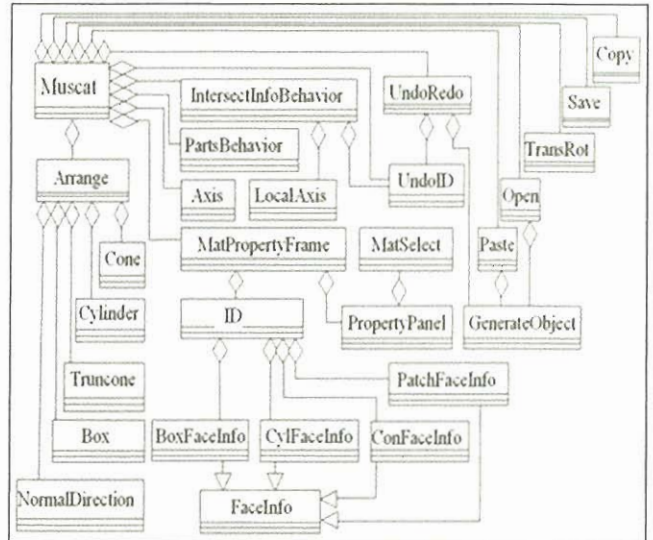 Copy
Muscat
IntersectInfoBehavior
UndoRedo
Save
PartsBehavior
TransRot
Arrange
Axis
LocalAxis
UndoID
Open
Cone
MatPropertyFrame
MatSelect
Paste
Cylinder
ID
PropertyPanel
GenerateObject
Truncone
PatchFaceInfo
Box
BoxFaceInfo
CylFaceInfo
ConFaceInfo
NormalDirection
FaceInfo